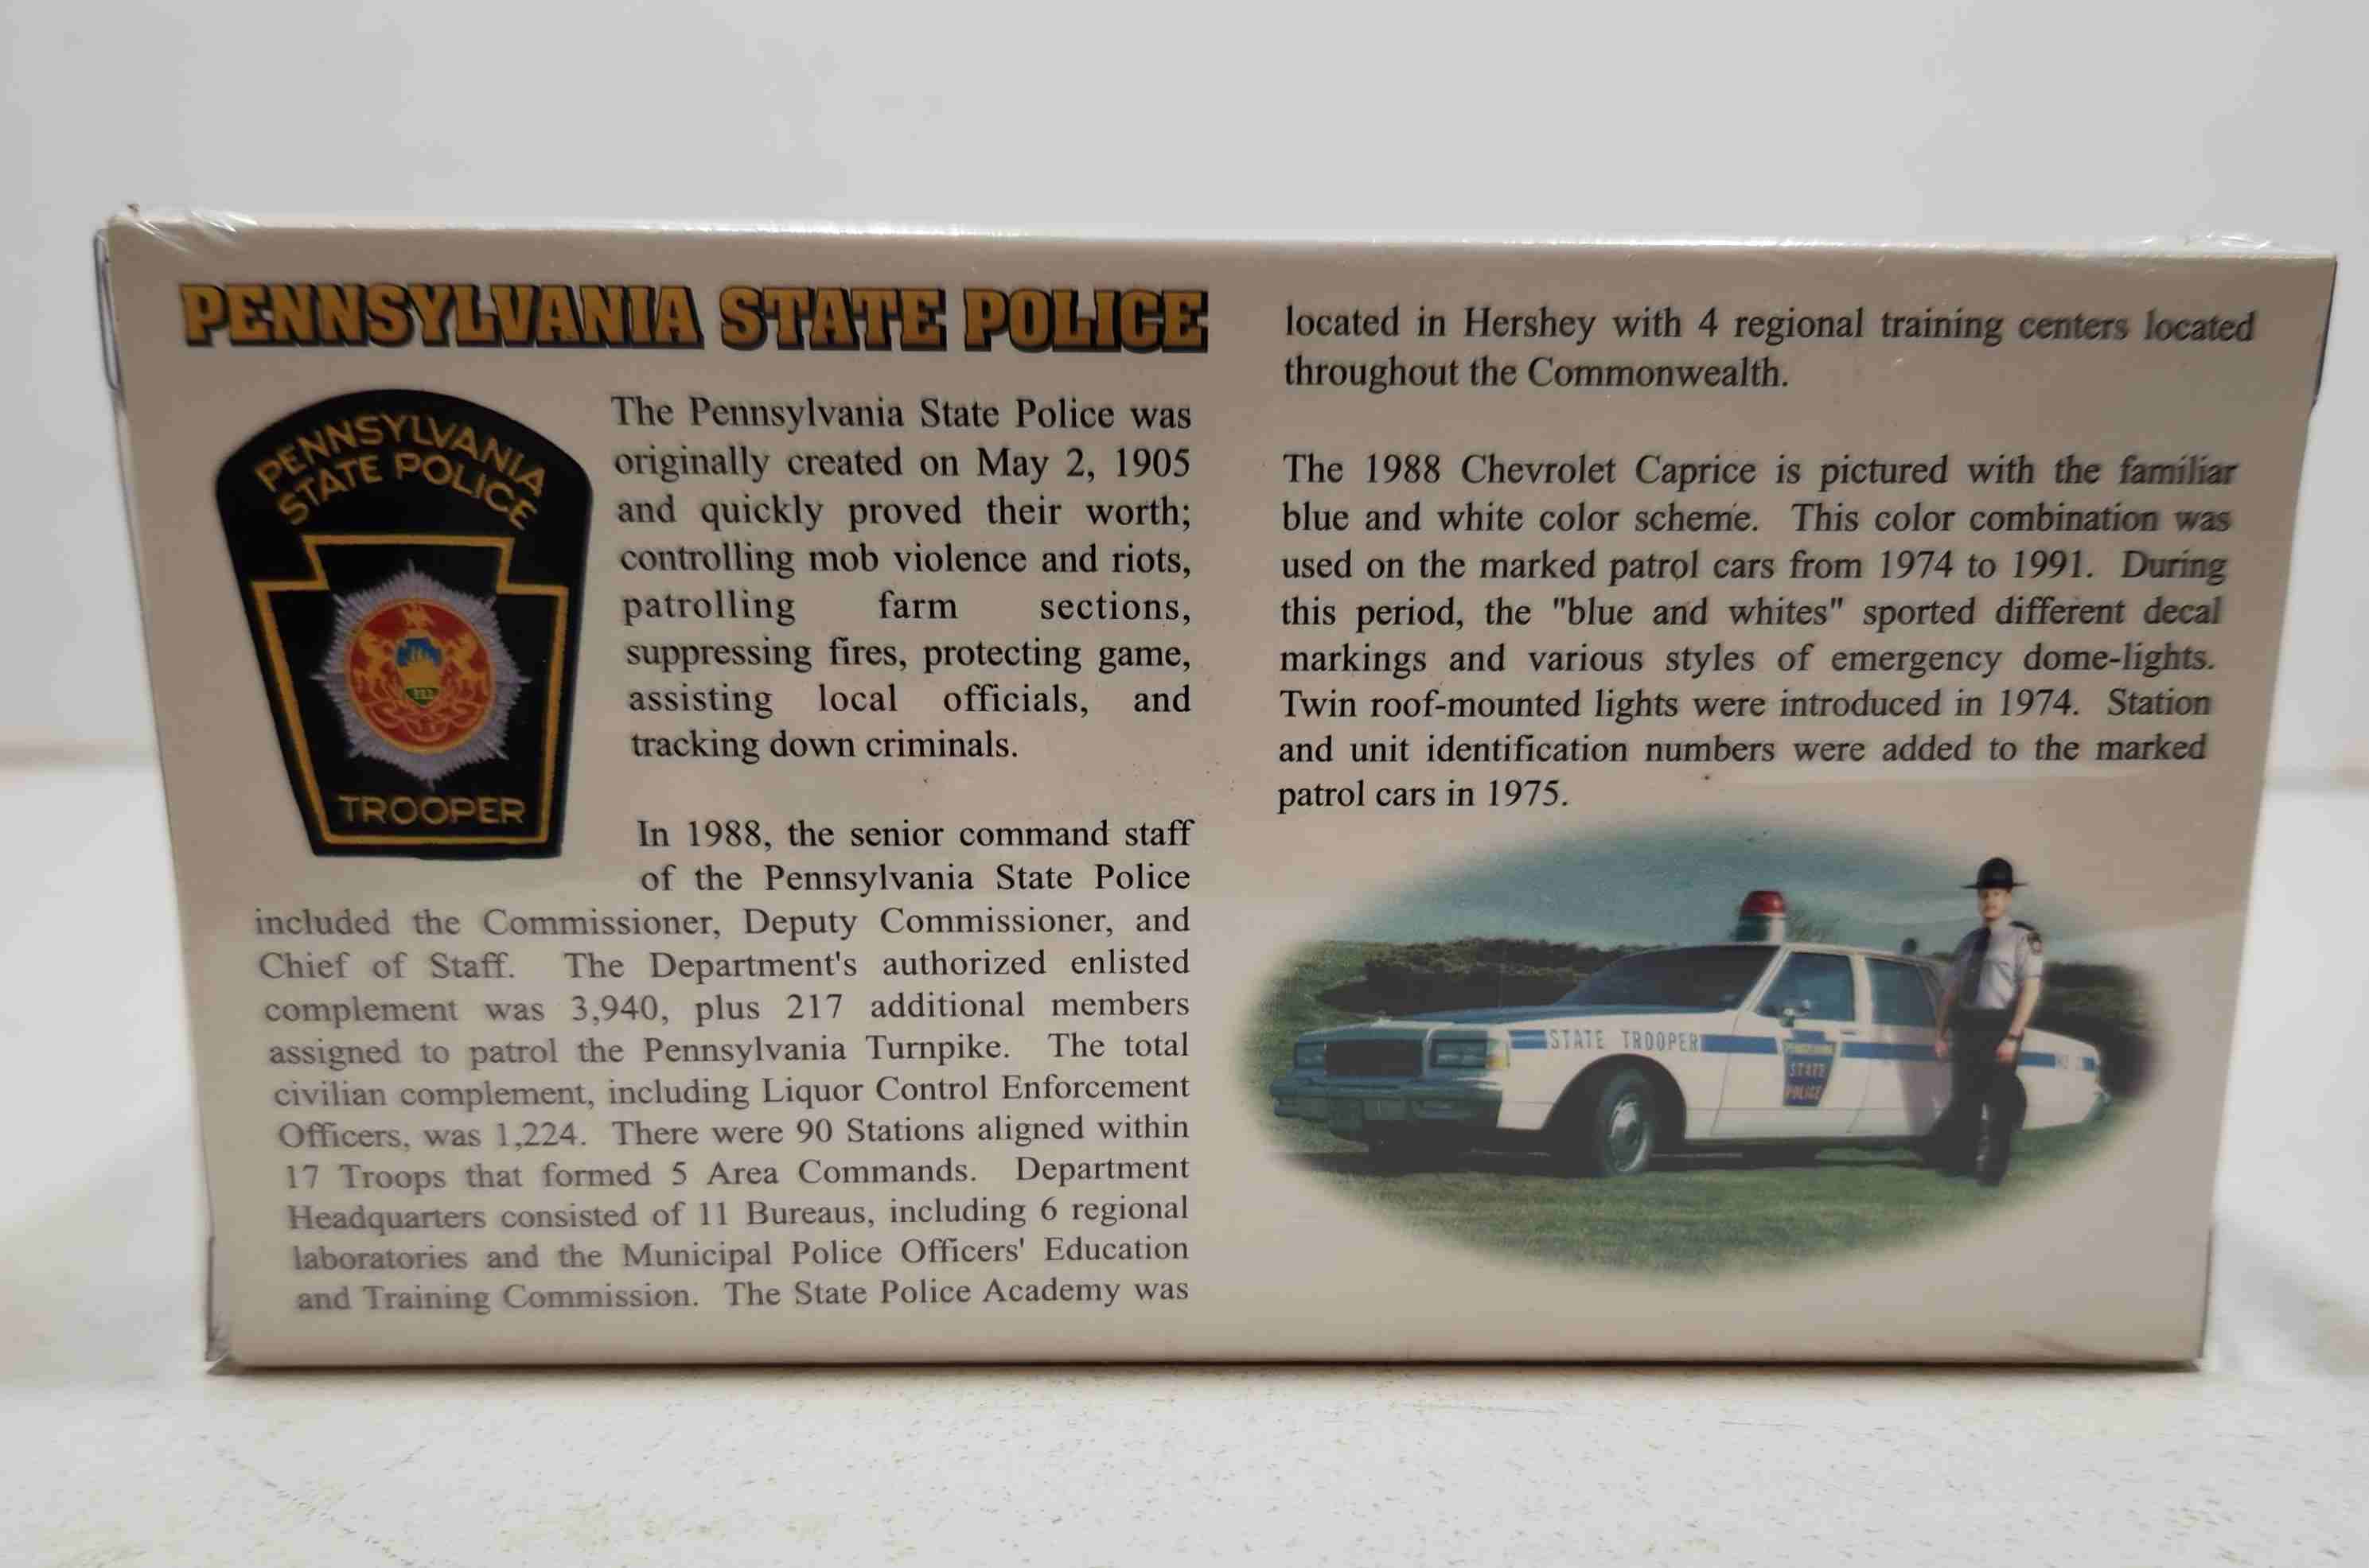 PENNSYLVANIA STATE POLICE
PENNSYLVANIA
STATE POLICE
TROOPER
The Pennsylvania State Police was
originally created on May 2, 1905
and quickly proved their worth;
controlling mob violence and riots,
patrolling farm sections,
suppressing fires, protecting game,
assisting local officials, and
tracking down criminals.
In 1988, the senior command staff
of the Pennsylvania State Police
included the Commissioner, Deputy Commissioner, and
Chief of Staff. The Department's authorized enlisted
complement was 3,940, plus 217 additional members
assigned to patrol the Pennsylvania Turnpike. The total
civilian complement, including Liquor Control Enforcement
Officers, was 1,224. There were 90 Stations aligned within
17 Troops that formed 5 Area Commands. Department
Headquarters consisted of 11 Bureaus, including 6 regional
laboratories and the Municipal Police Officers' Education
and Training Commission. The State Police Academy was
located in Hershey with 4 regional training centers located
throughout the Commonwealth.
The 1988 Chevrolet Caprice is pictured with the familiar
blue and white color scheme. This color combination was
used on the marked patrol cars from 1974 to 1991. During
this period, the "blue and whites" sported different decal
markings and various styles of emergency dome-lights.
Twin roof-mounted lights were introduced in 1974. Station
and unit identification numbers were added to the marked
patrol cars in 1975.
STATE TROOPER
STATE
POLICE